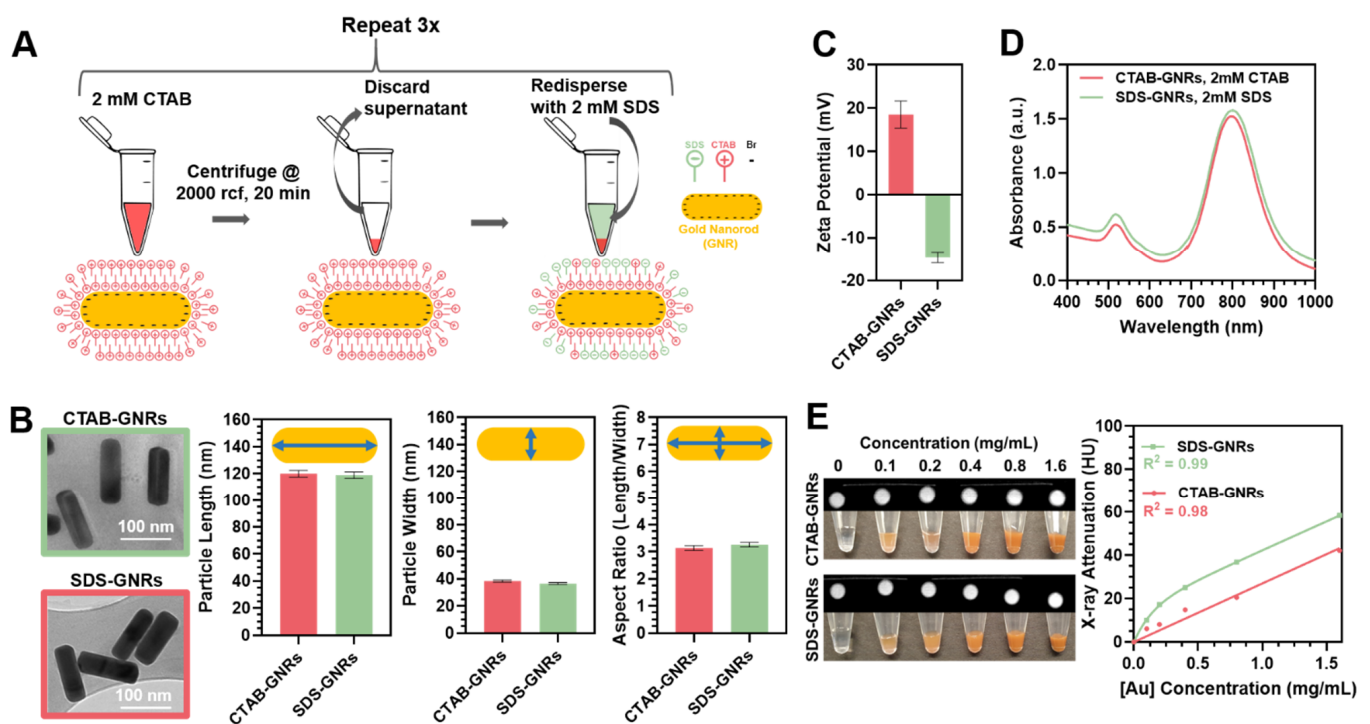 A
Repeat 3x
2 mM CTAB
Discard
supernatant
Redisperse
with 2 mM SDS
Centrifuge @
2000 rcf, 20 min
SDS CTAB Br
Gold Nanorod
(GNR)
C
Zeta Potential (mV)
30
20
10
0
-10
-20
CTAB-GNRs
SDS-GNRs
D
Absorbance (a.u.)
2.0
1.5
1.0
0.5
0.0
CTAB-GNRs, 2mM CTAB
SDS-GNRs, 2mM SDS
400 500 600 700 800 900 1000
Wavelength (nm)
B
CTAB-GNRs
100 nm
SDS-GNRs
100 nm
Particle Length (nm)
160
140
120
100
80
60
40
20
0
CTAB-GNRs
SDS-GNRs
Particle Width (nm)
160
140
120
100
80
60
40
20
0
CTAB-GNRs
SDS-GNRs
Aspect Ratio (Length/Width)
8
7
6
5
4
3
2
1
0
CTAB-GNRs
SDS-GNRs
E
Concentration (mg/mL)
0 0.1 0.2 0.4 0.8 1.6
CTAB-GNRs
SDS-GNRs
X-ray Attenuation (HU)
100
80
60
40
20
0
SDS-GNRs
R² = 0.99
CTAB-GNRs
R² = 0.98
0.0 0.5 1.0 1.5
[Au] Concentration (mg/mL)